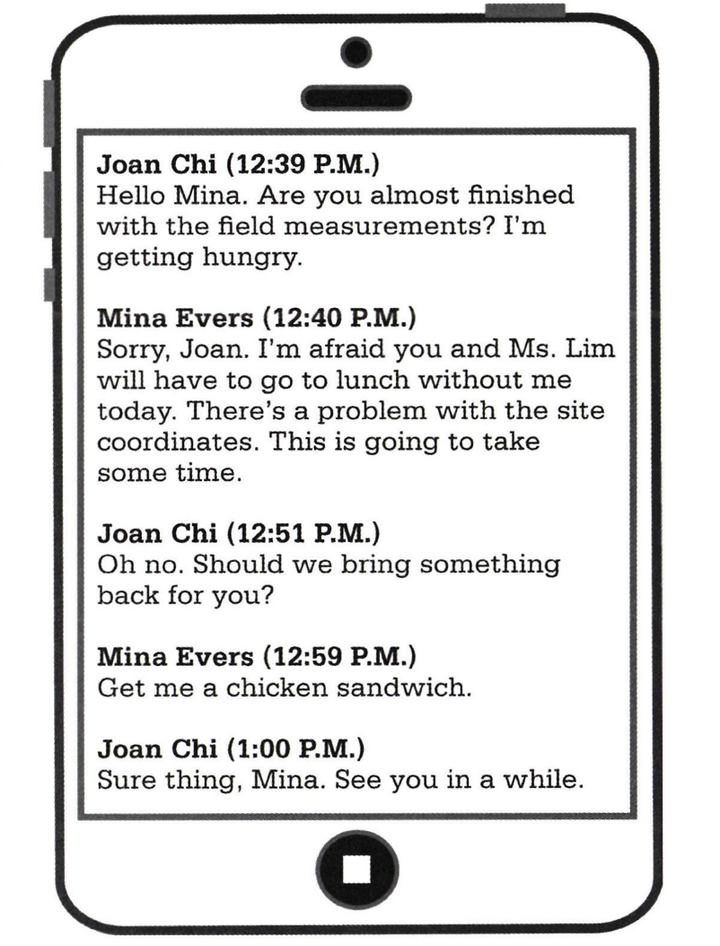 Joan Chi (12:39 P.M.)
Hello Mina. Are you almost finished
with the field measurements? I'm
getting hungry.
Mina Evers (12:40 P.M.)
Sorry, Joan. I'm afraid you and Ms. Lim
will have to go to lunch without me
today. There's a problem with the site
coordinates. This is going to take
some time.
Joan Chi (12:51 P.M.)
Oh no. Should we bring something
back for you?
Mina Evers (12:59 P.M.)
Get me a chicken sandwich.
Joan Chi (1:00 P.M.)
Sure thing, Mina. See you in a while.